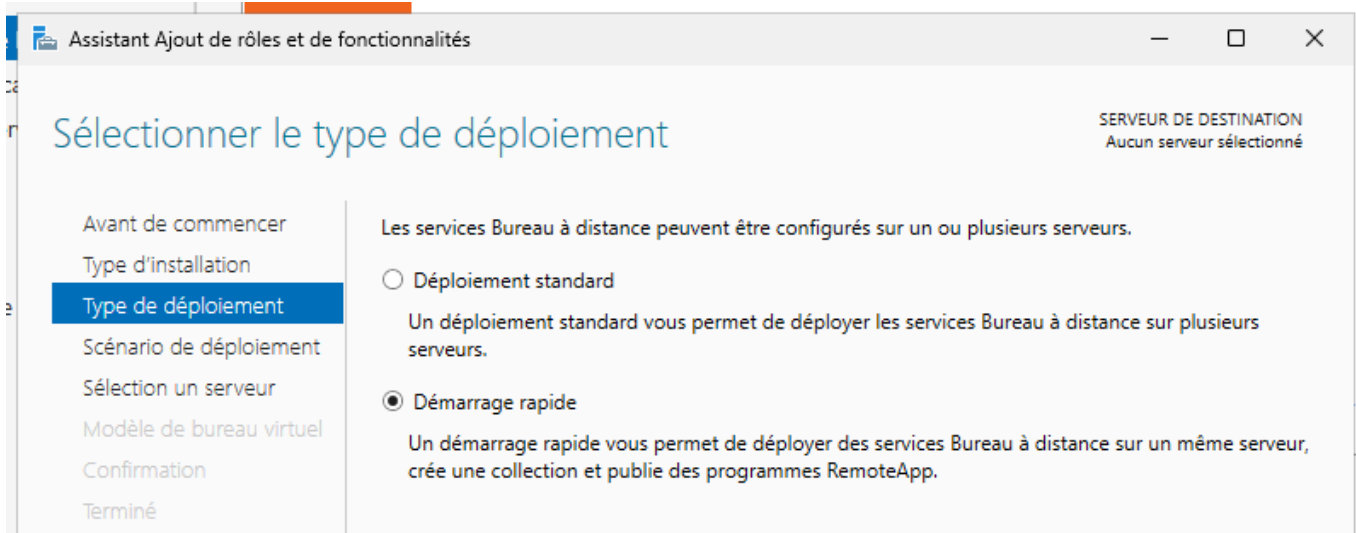 Assistant Ajout de rôles et de fonctionnalités
Sélectionner le type de déploiement
SERVEUR DE DESTINATION
Aucun serveur sélectionné
Avant de commencer
Type d'installation
Type de déploiement
Scénario de déploiement
Sélection un serveur
Modèle de bureau virtuel
Confirmation
Terminé
Les services Bureau à distance peuvent être configurés sur un ou plusieurs serveurs.
Déploiement standard
Un déploiement standard vous permet de déployer les services Bureau à distance sur plusieurs
serveurs.
Démarrage rapide
Un démarrage rapide vous permet de déployer des services Bureau à distance sur un même serveur,
crée une collection et publie des programmes RemoteApp.